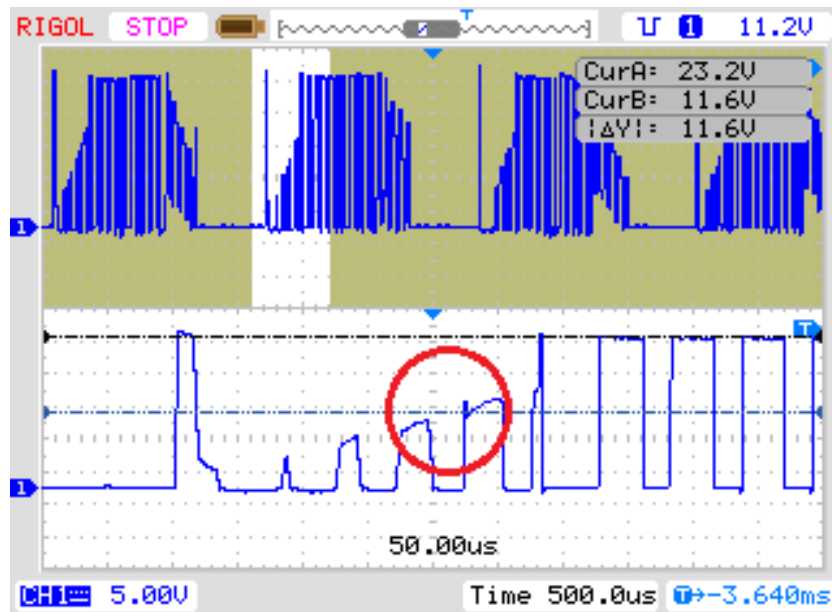 RIGOL STOP T 1 11.2V
CurA: 23.2V
CurB: 11.6V
|ΔY|: 11.6V
1
T
1
50.00us
CH1 5.00V Time 500.0us T→-3.640ms